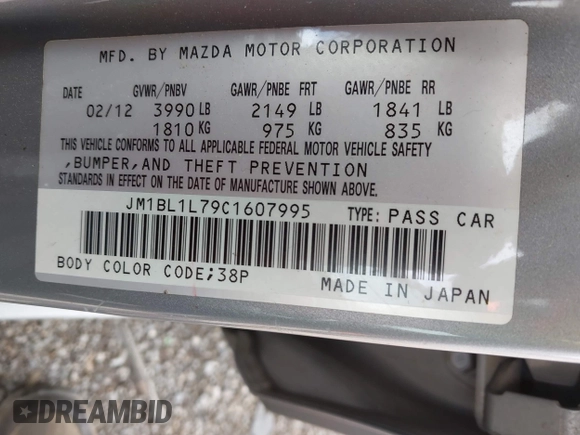 MFD. BY MAZDA MOTOR CORPORATION
DATE GVWR/PNBV GAWR/PNBE FRT GAWR/PNBE RR
02/12 3990 LB 2149 LB 1841 LB
1810 KG 975 KG 835 KG
THIS VEHICLE CONFORMS TO ALL APPLICABLE FEDERAL MOTOR VEHICLE SAFETY
,BUMPER,AND THEFT PREVENTION
STANDARDS IN EFFECT ON THE DATE OF MANUFACTURE SHOWN ABOVE.
JM1BL1L79C1607995 TYPE: PASS CAR
BODY COLOR CODE;38P
MADE IN JAPAN
DREAMBID